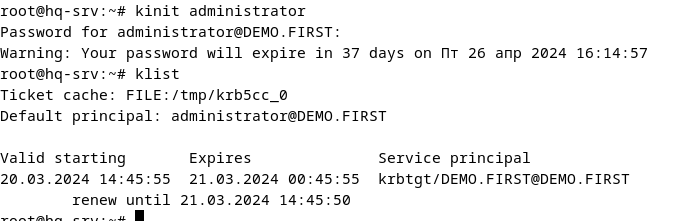 root@hq-srv:~# kinit administrator
Password for administrator@DEMO.FIRST:
Warning: Your password will expire in 37 days on Пт 26 апр 2024 16:14:57
root@hq-srv:~# klist
Ticket cache: FILE:/tmp/krb5cc_0
Default principal: administrator@DEMO.FIRST

Valid starting       Expires              Service principal
20.03.2024 14:45:55  21.03.2024 00:45:55  krbtgt/DEMO.FIRST@DEMO.FIRST
        renew until 21.03.2024 14:45:50
root@hq-srv:~#